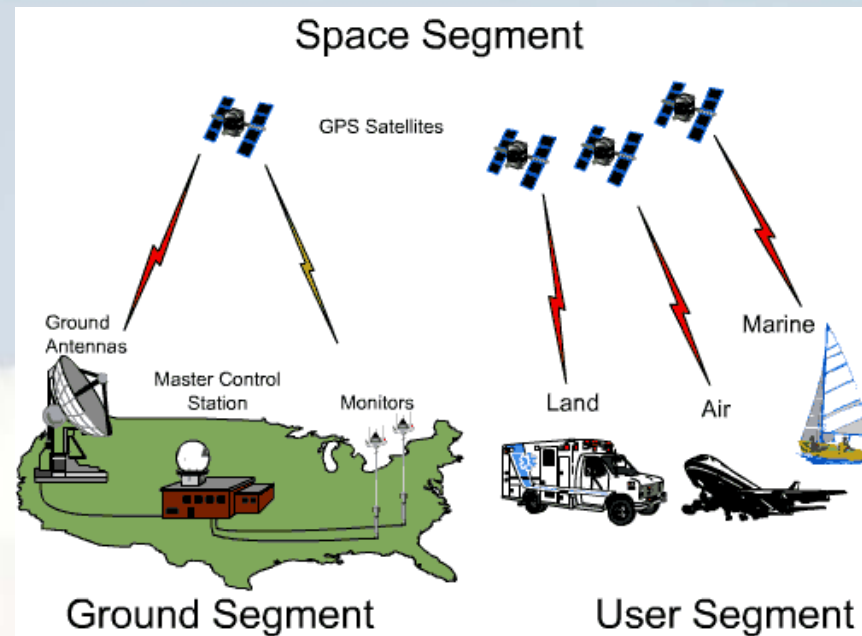 Space Segment
GPS Satellites
Ground
Antennas
Master Control
Station
Monitors
Land
Air
Marine
Ground Segment
User Segment